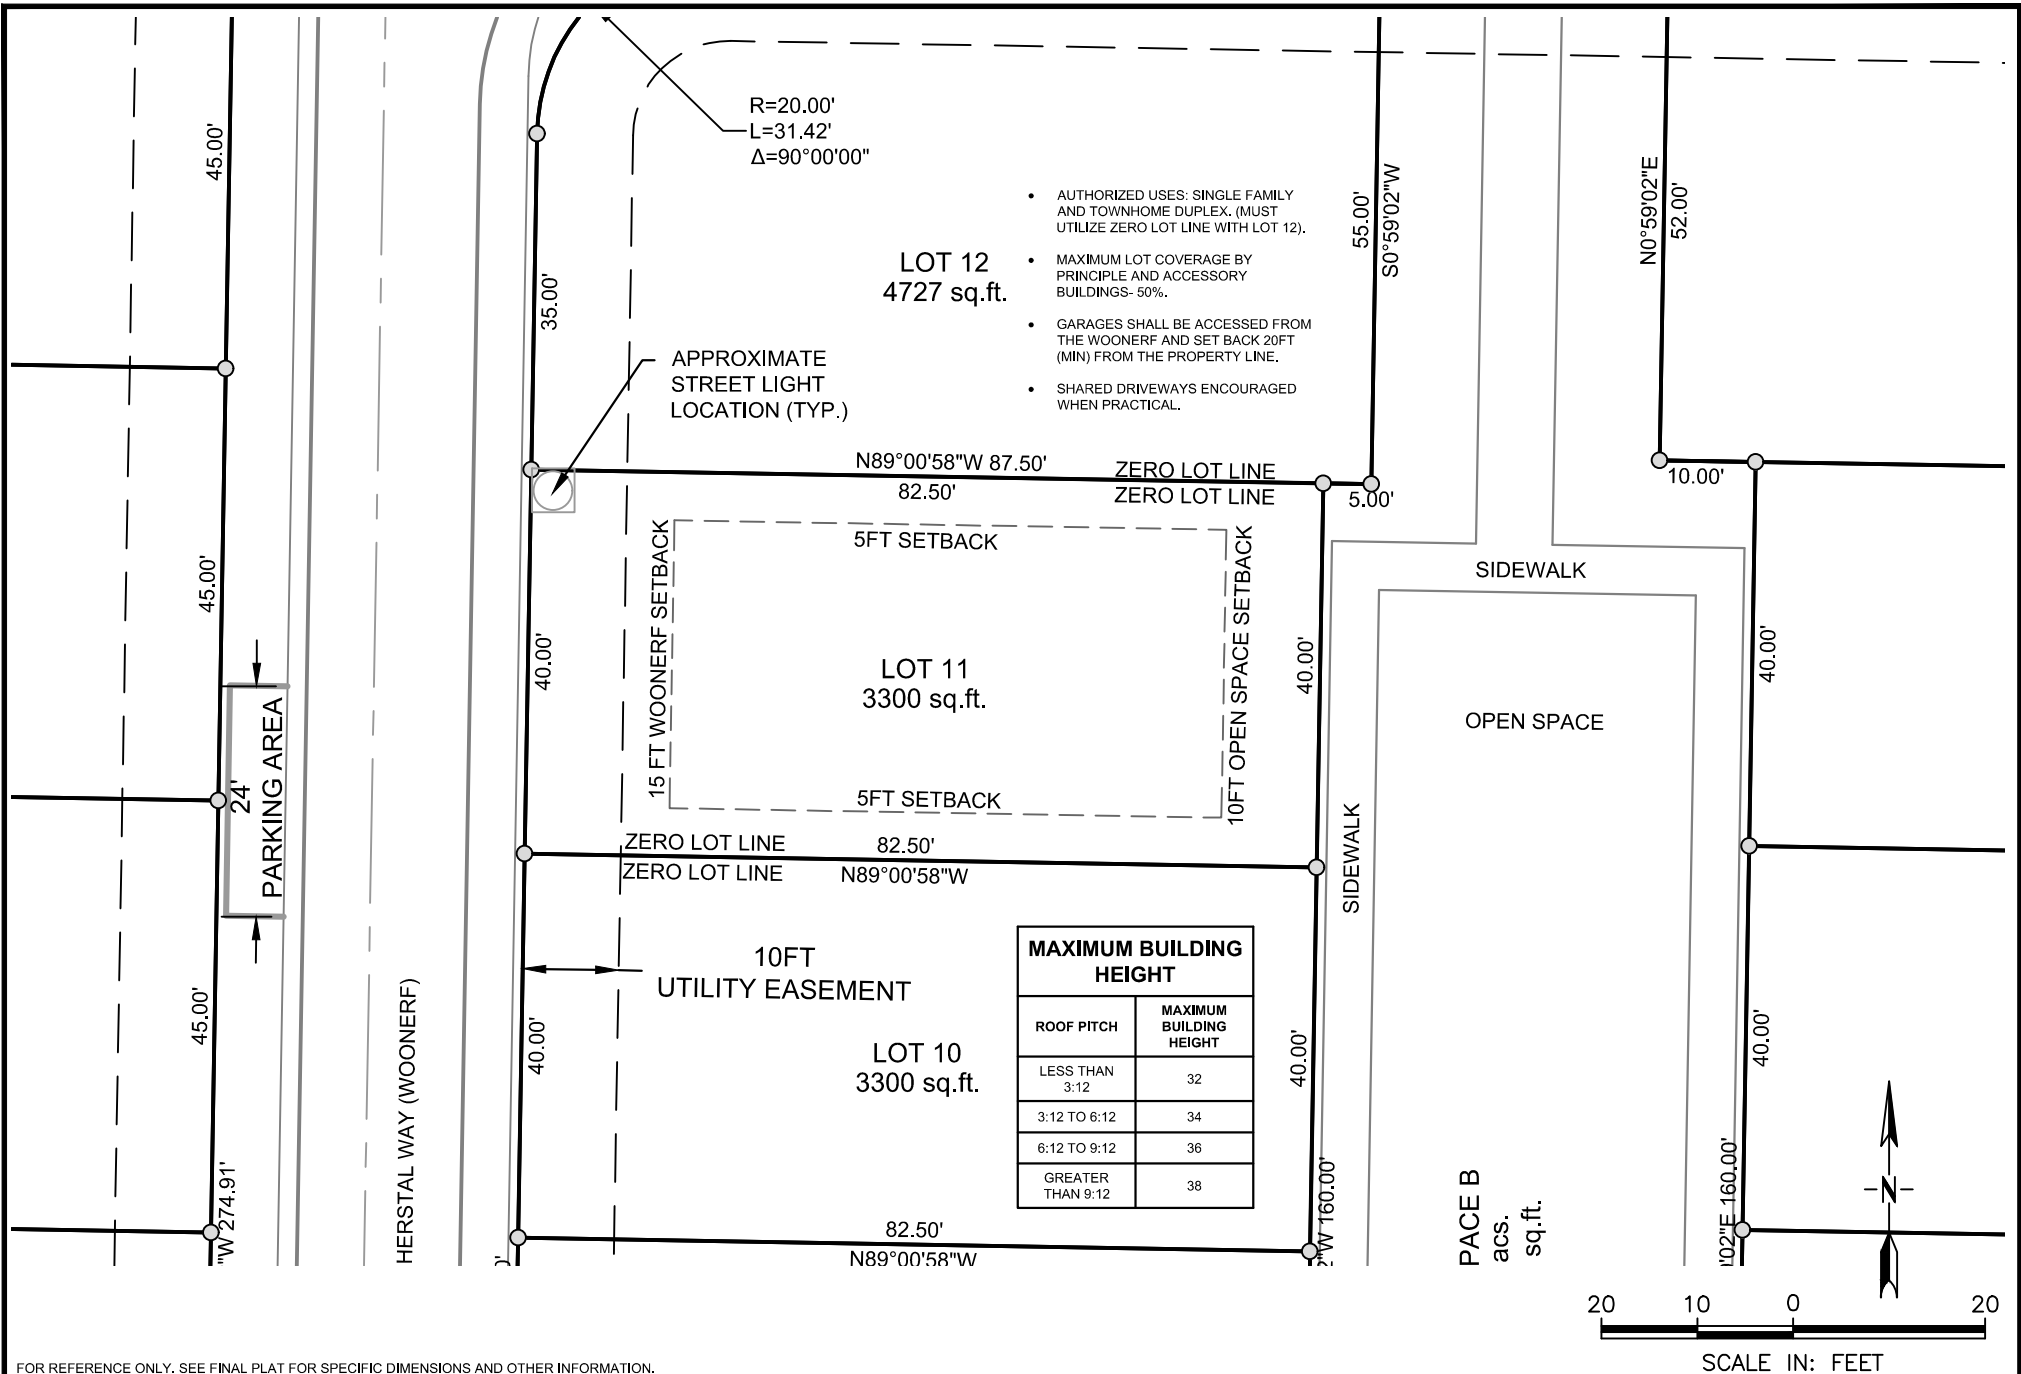 R=20.00'
L=31.42'
Δ=90°00'00"
45.00'
35.00'
55.00'
S0°59'02"W
N0°59'02"E
52.00'
• AUTHORIZED USES: SINGLE FAMILY
AND TOWNHOME DUPLEX. (MUST
UTILIZE ZERO LOT LINE WITH LOT 12).
• MAXIMUM LOT COVERAGE BY
PRINCIPLE AND ACCESSORY
BUILDINGS- 50%.
• GARAGES SHALL BE ACCESSED FROM
THE WOONERF AND SET BACK 20FT
(MIN) FROM THE PROPERTY LINE.
• SHARED DRIVEWAYS ENCOURAGED
WHEN PRACTICAL.
LOT 12
4727 sq.ft.
APPROXIMATE
STREET LIGHT
LOCATION (TYP.)
N89°00'58"W 87.50'
ZERO LOT LINE
82.50'
ZERO LOT LINE
5.00'
10.00'
45.00'
40.00'
15 FT WOONERF SETBACK
5FT SETBACK
10FT OPEN SPACE SETBACK
LOT 11
3300 sq.ft.
5FT SETBACK
40.00'
SIDEWALK
OPEN SPACE
40.00'
24'
PARKING AREA
ZERO LOT LINE
82.50'
ZERO LOT LINE
N89°00'58"W
SIDEWALK
10FT
UTILITY EASEMENT
45.00'
HERSTAL WAY (WOONERF)
40.00'
LOT 10
3300 sq.ft.
MAXIMUM BUILDING
HEIGHT
ROOF PITCH
MAXIMUM
BUILDING
HEIGHT
LESS THAN
3:12
32
3:12 TO 6:12
34
6:12 TO 9:12
36
GREATER
THAN 9:12
38
40.00'
40.00'
"W 274.91'
82.50'
N89°00'58"W
2"W 160.00'
PACE B
acs.
sq.ft.
'02"E 160.00'
N
20 10 0 20
SCALE IN: FEET
FOR REFERENCE ONLY. SEE FINAL PLAT FOR SPECIFIC DIMENSIONS AND OTHER INFORMATION.